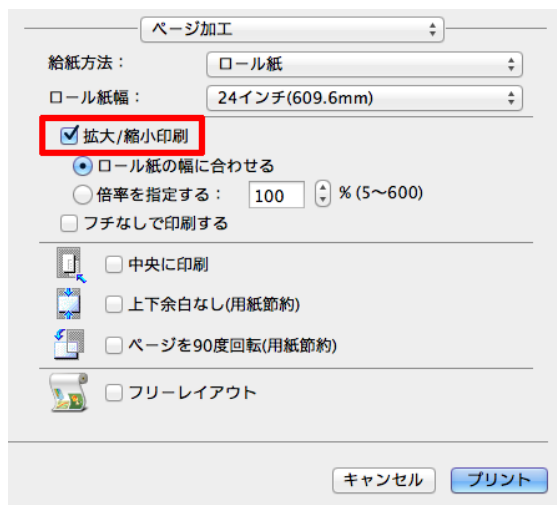 ページ加工
給紙方法： ロール紙
ロール紙幅： 24インチ(609.6mm)
拡大/縮小印刷
ロール紙の幅に合わせる
倍率を指定する： 100 % (5〜600)
フチなしで印刷する
中央に印刷
上下余白なし(用紙節約)
ページを90度回転(用紙節約)
フリーレイアウト
キャンセル プリント